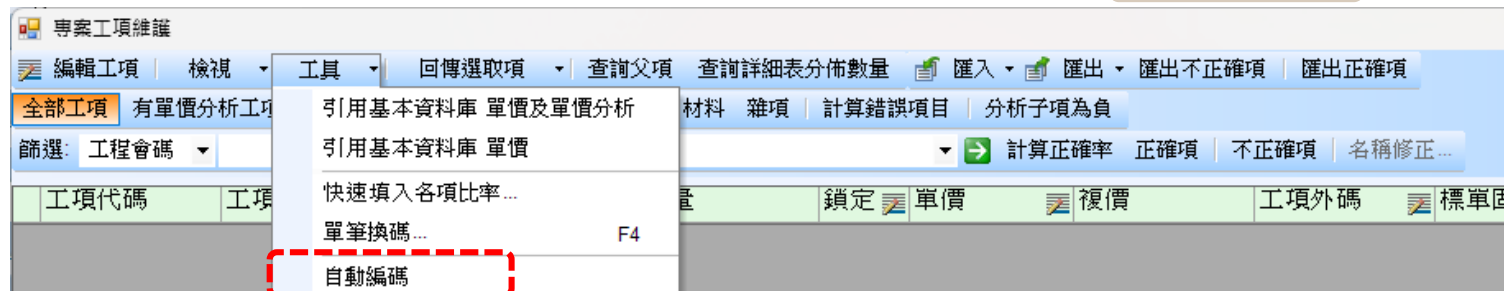 專案工項維護
編輯工項 檢視 工具 回傳選取項 查詢父項 查詢詳細表分佈數量 匯入 匯出 匯出不正確項 匯出正確項
全部工項 有單價分析工項 材料 雜項 計算錯誤項目 分析子項為負
引用基本資料庫 單價及單價分析
篩選: 工程會碼 計算正確率 正確項 不正確項 名稱修正...
引用基本資料庫 單價
快速填入各項比率...
工項代碼 工項 量 鎖定 單價 複價 工項外碼 標單固
單筆換碼... F4
自動編碼